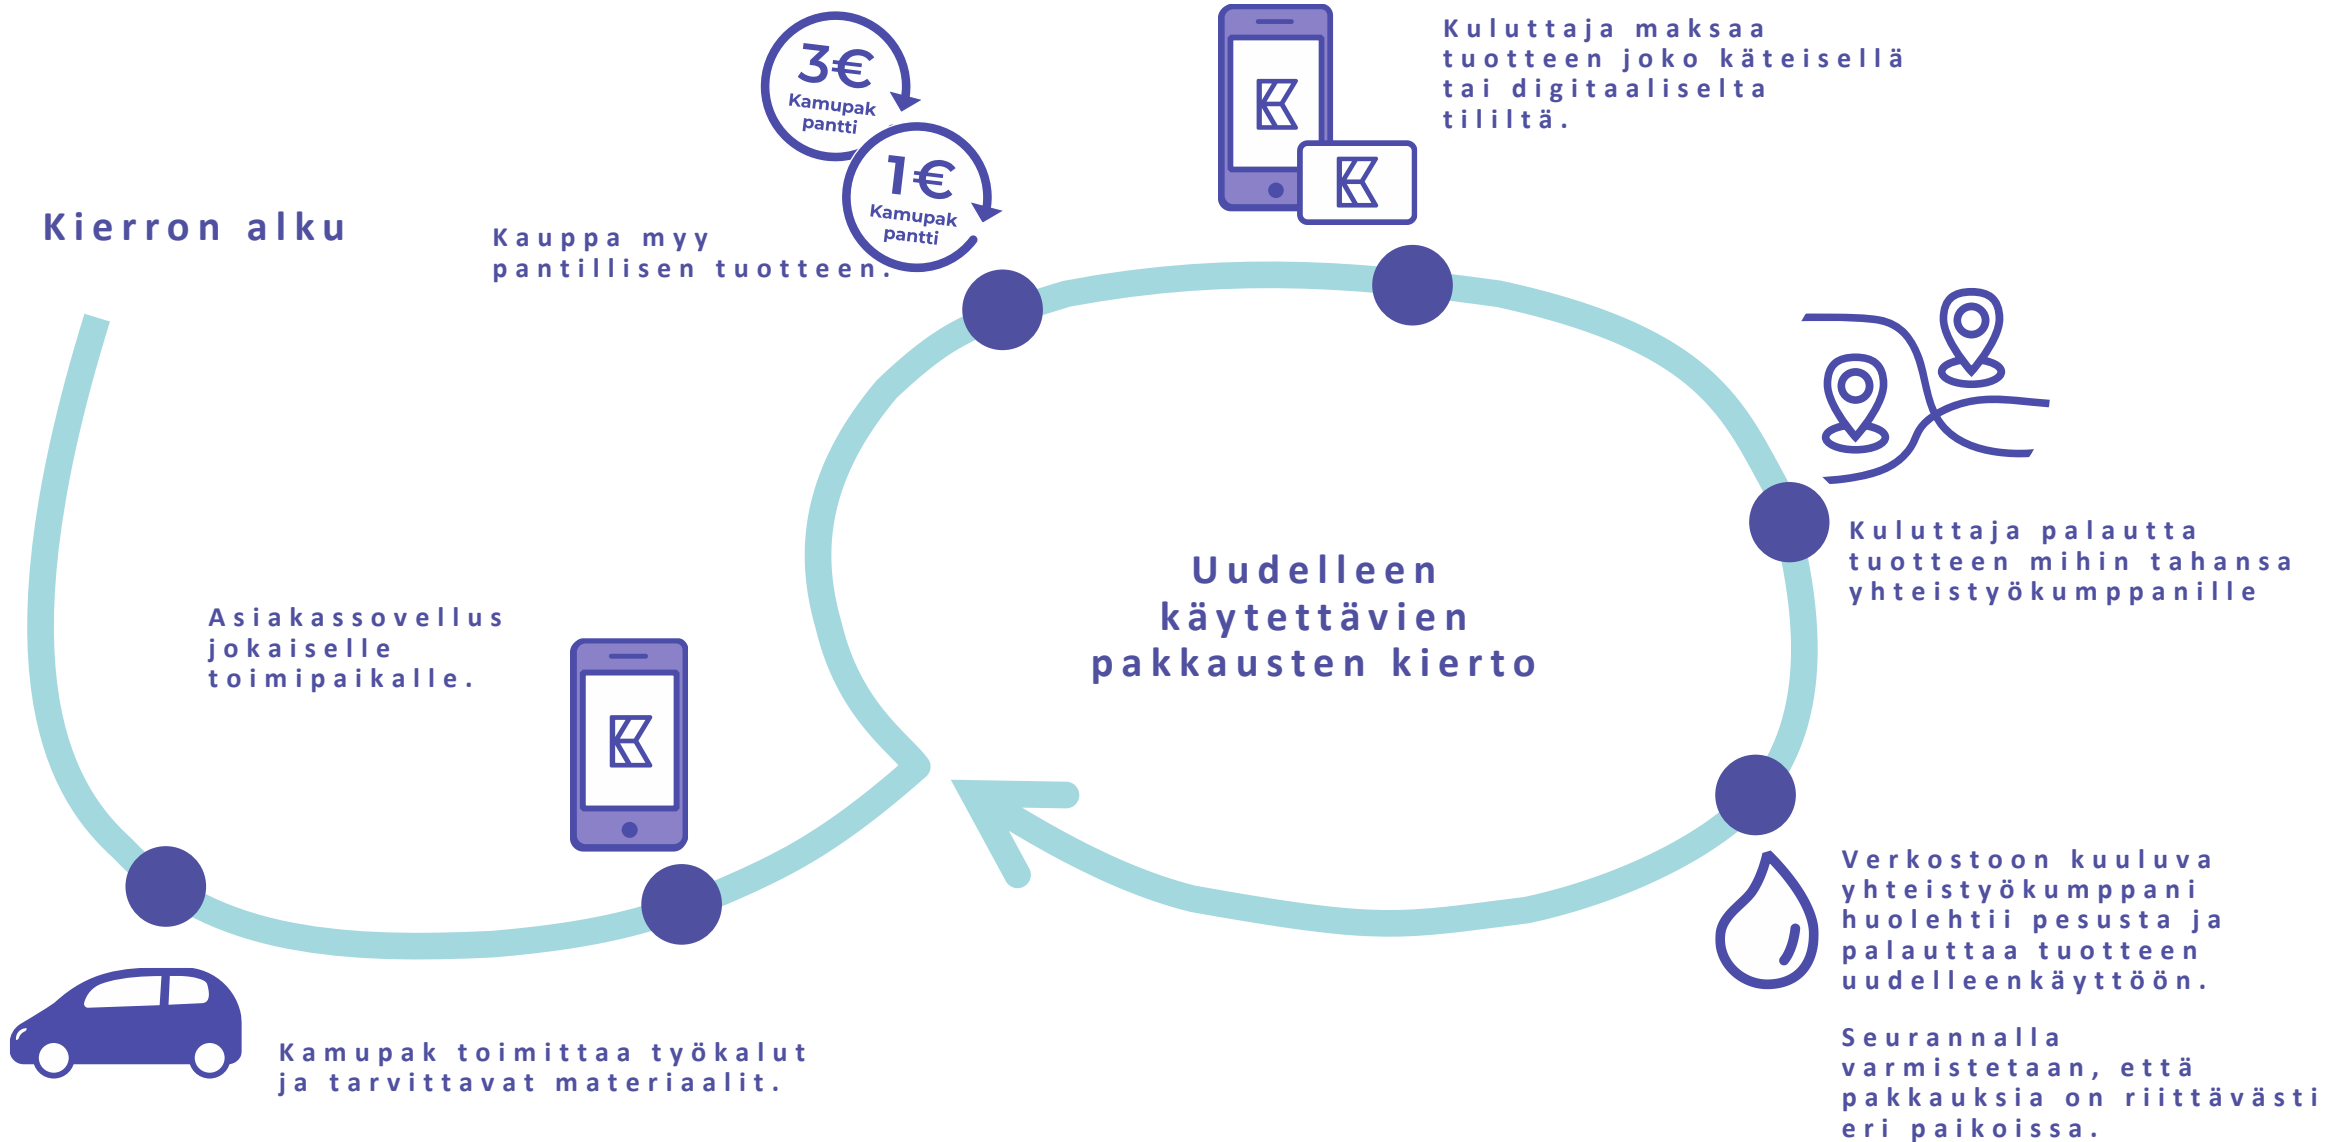 Kierron alku
Kamupak toimittaa työkalut
ja tarvittavat materiaalit.
Asiakassovellus
jokaiselle
toimipaikalle.
Kauppa myy
pantillisen tuotteen.
3€
Kamupak
pantti
1€
Kamupak
pantti
Kuluttaja maksaa
tuotteen joko käteisellä
tai digitaaliselta
tililtä.
Kuluttaja palautta
tuotteen mihin tahansa
yhteistyökumppanille
Uudelleen
käytettävien
pakkausten kierto
Verkostoon kuuluva
yhteistyökumppani
huolehtii pesusta ja
palauttaa tuotteen
uudelleenkäyttöön.
Seurannalla
varmistetaan, että
pakkauksia on riittävästi
eri paikoissa.